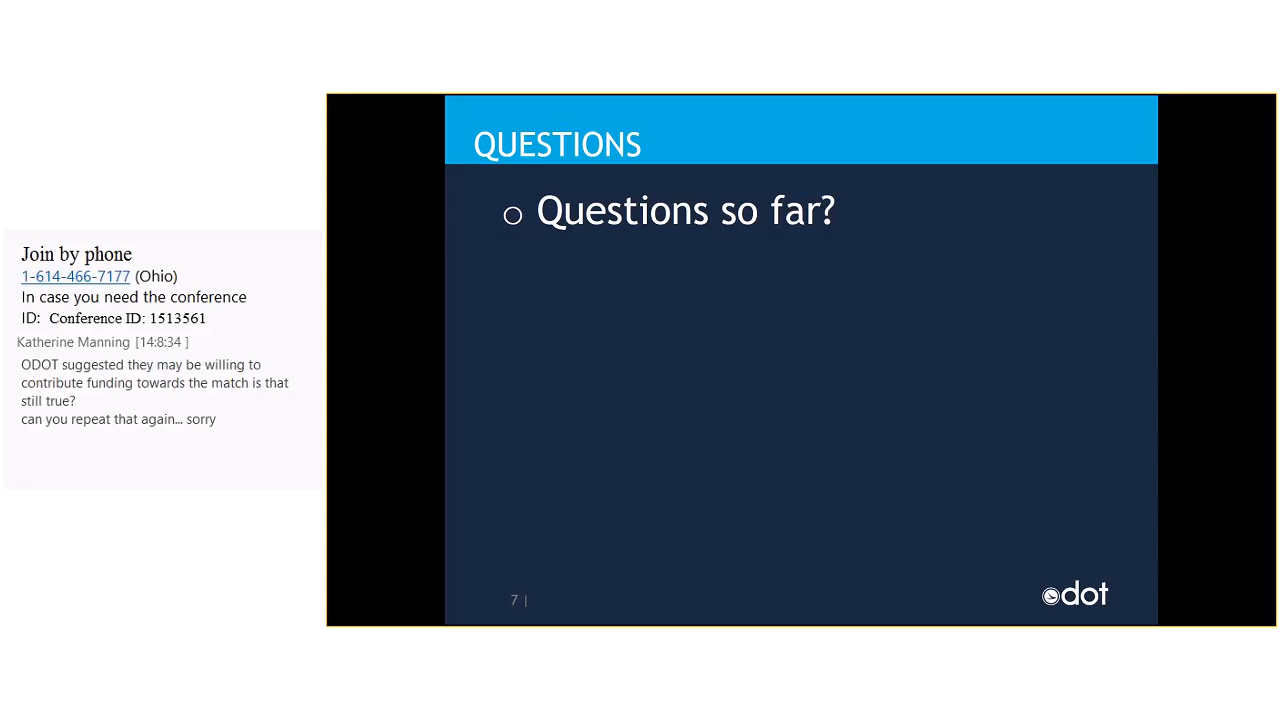 Join by phone
1-614-466-7177 (Ohio)
In case you need the conference
ID: Conference ID: 1513561
Katherine Manning [14:8:34 ]
ODOT suggested they may be willing to
contribute funding towards the match is that
still true?
can you repeat that again... sorry
QUESTIONS
Questions so far?
7 |
odot